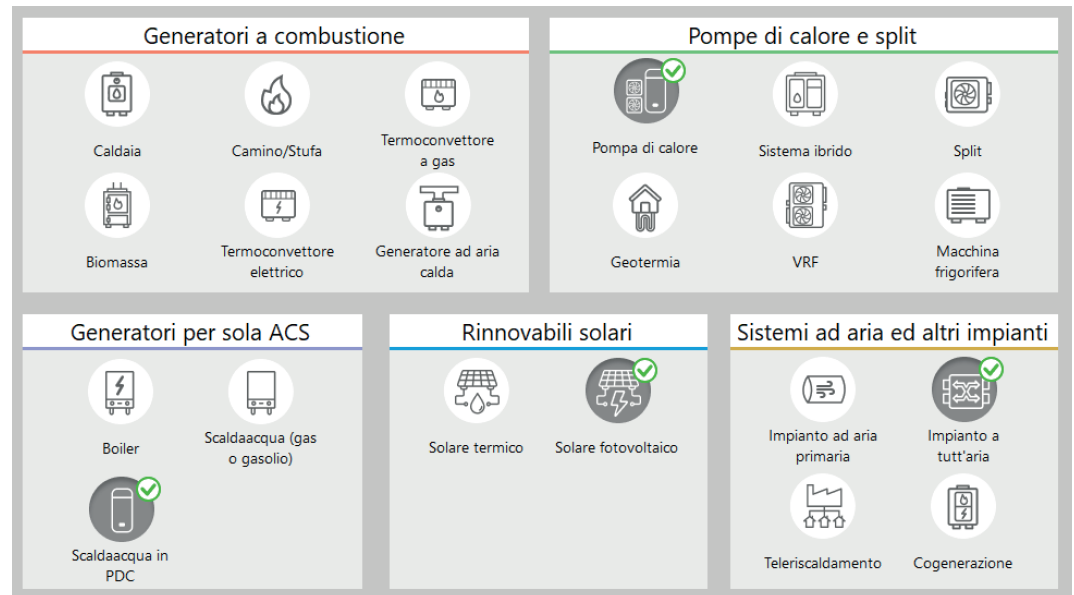 Generatori a combustione
Caldaia
Camino/Stufa
Termoconvettore
a gas
Biomassa
Termoconvettore
elettrico
Generatore ad aria
calda
Pompe di calore e split
Pompa di calore
Sistema ibrido
Split
Geotermia
VRF
Macchina
frigorifera
Generatori per sola ACS
Boiler
Scaldaacqua (gas
o gasolio)
Scaldaacqua in
PDC
Rinnovabili solari
Solare termico
Solare fotovoltaico
Sistemi ad aria ed altri impianti
Impianto ad aria
primaria
Impianto a
tutt'aria
Teleriscaldamento
Cogenerazione